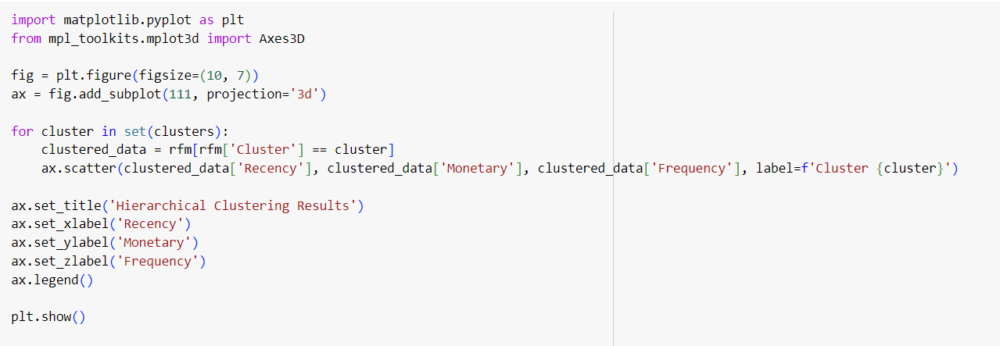 import matplotlib.pyplot as plt
from mpl_toolkits.mplot3d import Axes3D

fig = plt.figure(figsize=(10, 7))
ax = fig.add_subplot(111, projection='3d')

for cluster in set(clusters):
    clustered_data = rfm[rfm['Cluster'] == cluster]
    ax.scatter(clustered_data['Recency'], clustered_data['Monetary'], clustered_data['Frequency'], label=f'Cluster {cluster}')

ax.set_title('Hierarchical Clustering Results')
ax.set_xlabel('Recency')
ax.set_ylabel('Monetary')
ax.set_zlabel('Frequency')
ax.legend()

plt.show()